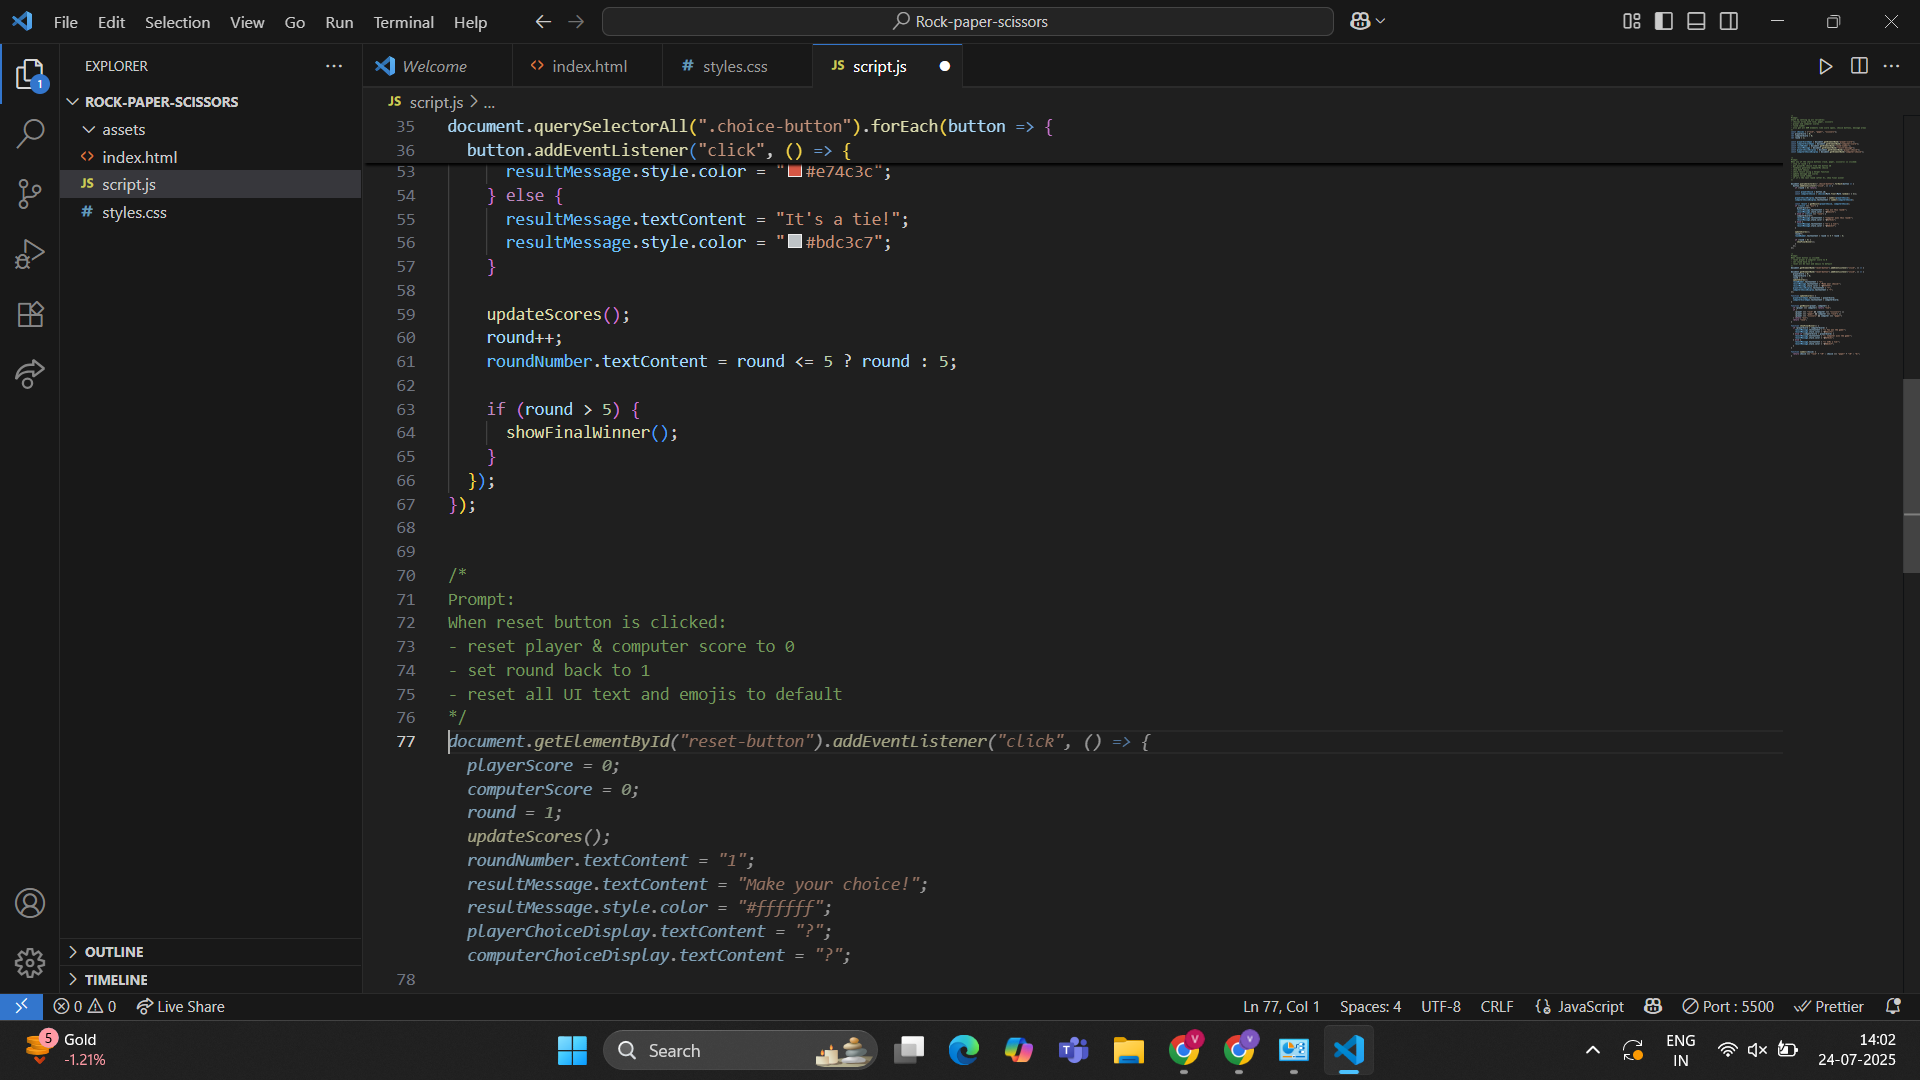 File Edit Selection View Go Run Terminal Help
Rock-paper-scissors
EXPLORER
Welcome
index.html
styles.css
script.js
1
ROCK-PAPER-SCISSORS
assets
index.html
script.js
styles.css
script.js > ...
35 document.querySelectorAll(".choice-button").forEach(button => {
36 button.addEventListener("click", () => {
53 resultMessage.style.color = "#e74c3c";
54 } else {
55 resultMessage.textContent = "It's a tie!";
56 resultMessage.style.color = "#bdc3c7";
57 }
58
59 updateScores();
60 round++;
61 roundNumber.textContent = round <= 5 ? round : 5;
62
63 if (round > 5) {
64 showFinalWinner();
65 }
66 });
67 });
68
69
70 /*
71 Prompt:
72 When reset button is clicked:
73 - reset player & computer score to 0
74 - set round back to 1
75 - reset all UI text and emojis to default
76 */
77 document.getElementById("reset-button").addEventListener("click", () => {
playerScore = 0;
computerScore = 0;
round = 1;
updateScores();
roundNumber.textContent = "1";
resultMessage.textContent = "Make your choice!";
resultMessage.style.color = "#ffffff";
playerChoiceDisplay.textContent = "?";
computerChoiceDisplay.textContent = "?";
78
OUTLINE
TIMELINE
0 0 Live Share
Ln 77, Col 1 Spaces: 4 UTF-8 CRLF {} JavaScript Port : 5500 Prettier
5 Gold
-1.21%
Search
ENG
IN
14:02
24-07-2025